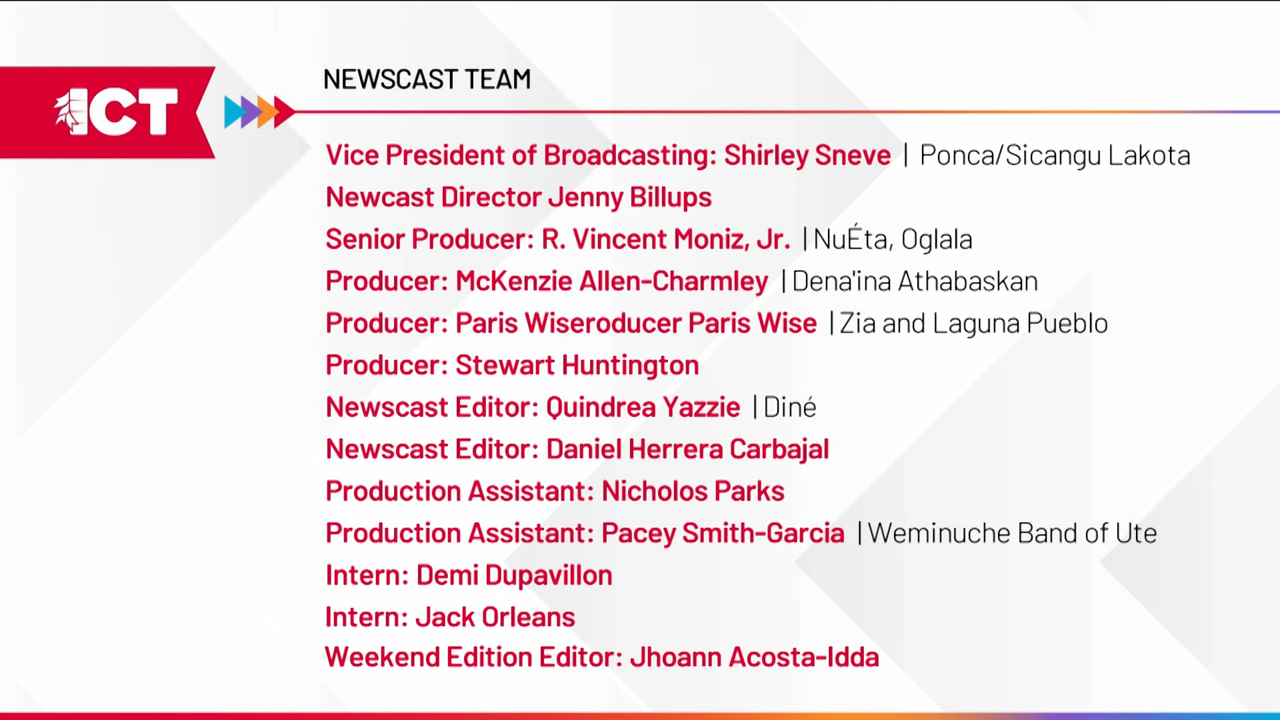 ICT
NEWSCAST TEAM
Vice President of Broadcasting: Shirley Sneve | Ponca/Sicangu Lakota
Newcast Director Jenny Billups
Senior Producer: R. Vincent Moniz, Jr. | NuÉta, Oglala
Producer: McKenzie Allen-Charmley | Dena'ina Athabaskan
Producer: Paris Wiseroducer Paris Wise | Zia and Laguna Pueblo
Producer: Stewart Huntington
Newscast Editor: Quindrea Yazzie | Diné
Newscast Editor: Daniel Herrera Carbajal
Production Assistant: Nicholos Parks
Production Assistant: Pacey Smith-Garcia | Weminuche Band of Ute
Intern: Demi Dupavillon
Intern: Jack Orleans
Weekend Edition Editor: Jhoann Acosta-Idda